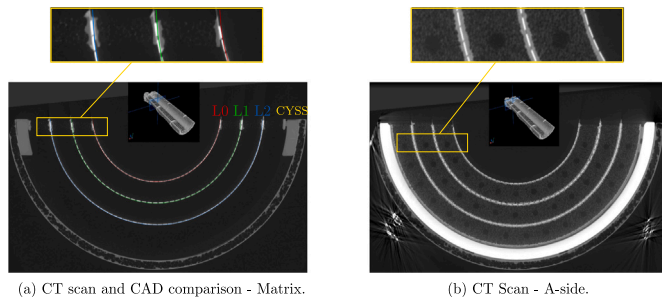 L0 L1 L2 CYSS
(a) CT scan and CAD comparison - Matrix.
(b) CT Scan - A-side.